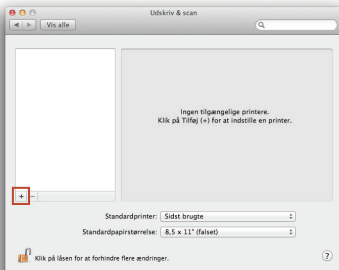 Udskriv & scan
Vis alle
Ingen tilgængelige printere.
Klik på Tilføj (+) for at indstille en printer.
+ −
Standardprinter: Sidst brugte
Standardpapirstørrelse: 8,5 x 11" (falset)
Klik på låsen for at forhindre flere ændringer.
?